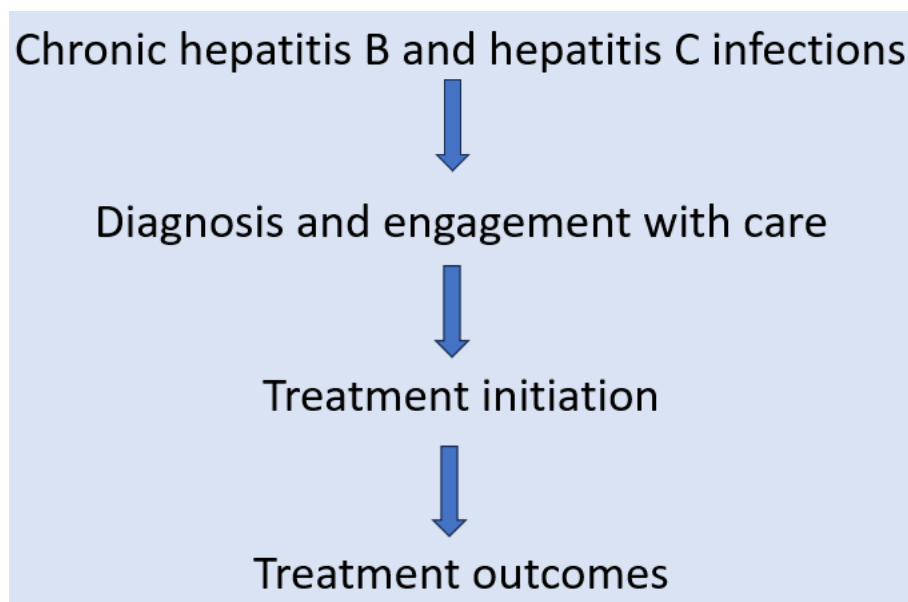 Chronic hepatitis B and hepatitis C infections
Diagnosis and engagement with care
Treatment initiation
Treatment outcomes